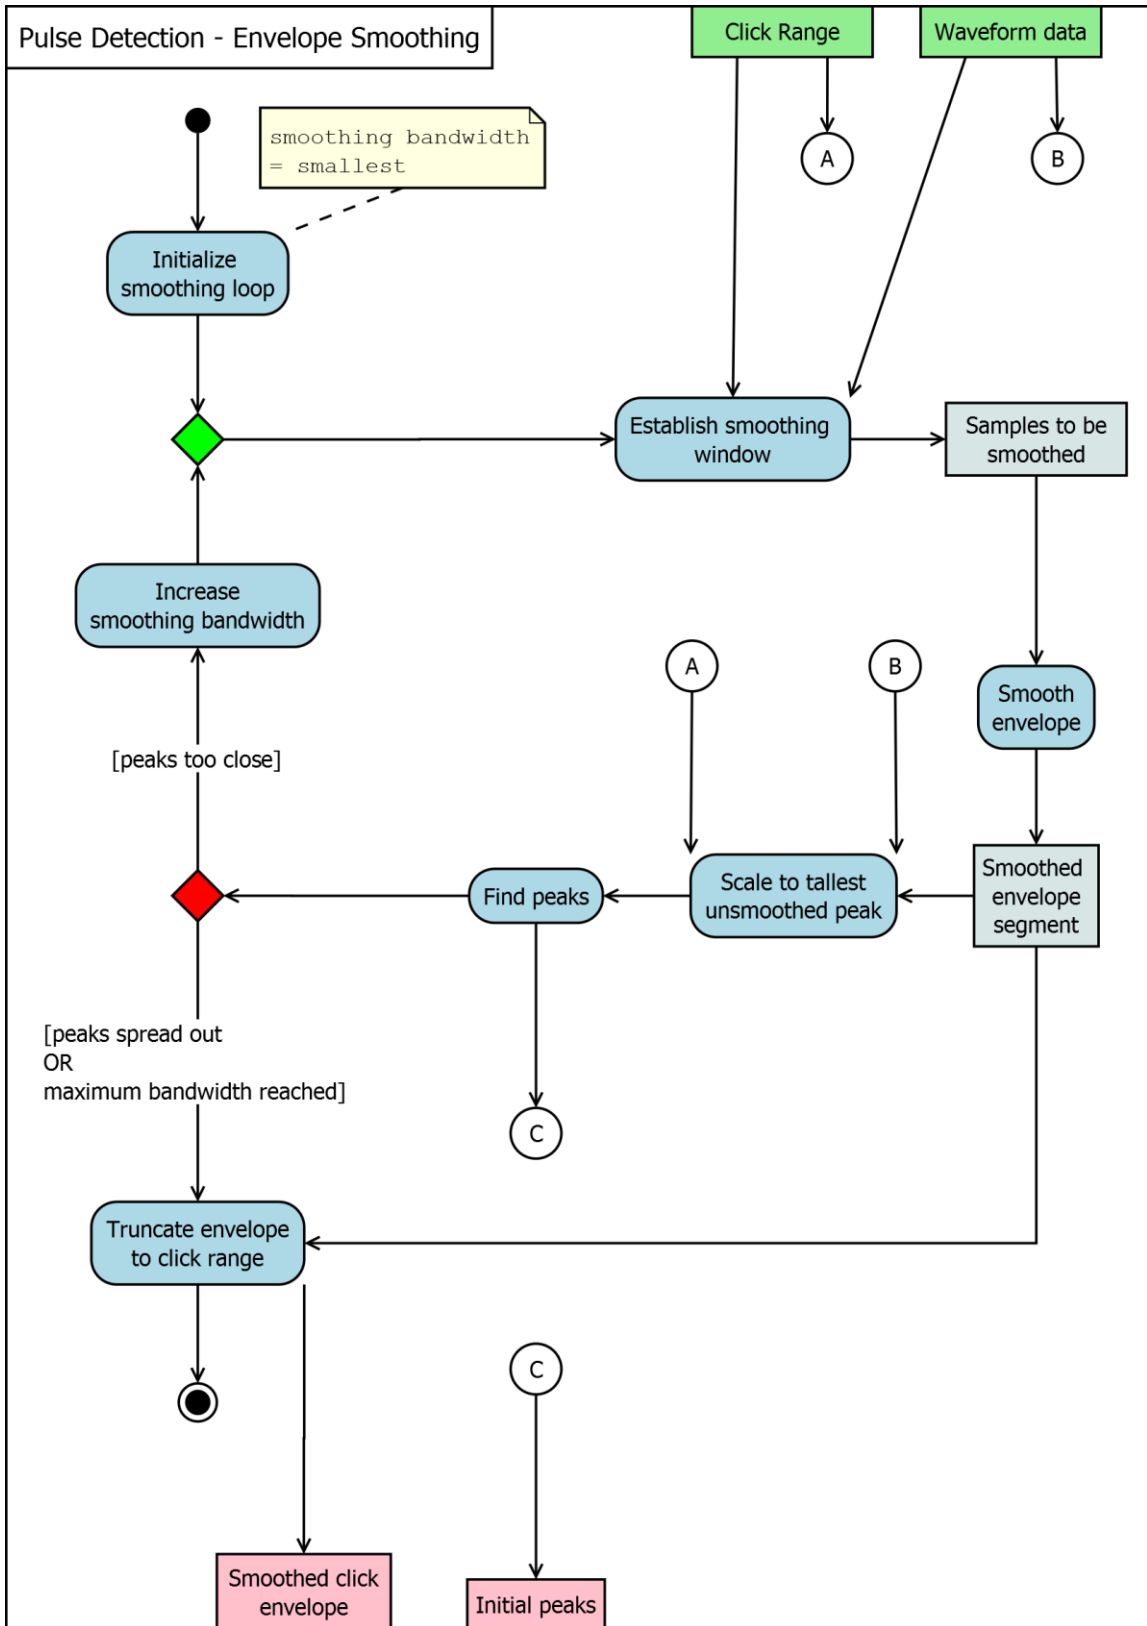 Pulse Detection - Envelope Smoothing
Click Range
Waveform data
smoothing bandwidth
= smallest
A
B
Initialize
smoothing loop
Establish smoothing
window
Samples to be
smoothed
Increase
smoothing bandwidth
A
B
Smooth
envelope
[peaks too close]
Find peaks
Scale to tallest
unsmoothed peak
Smoothed
envelope
segment
[peaks spread out
OR
maximum bandwidth reached]
C
Truncate envelope
to click range
C
Smoothed click
envelope
Initial peaks